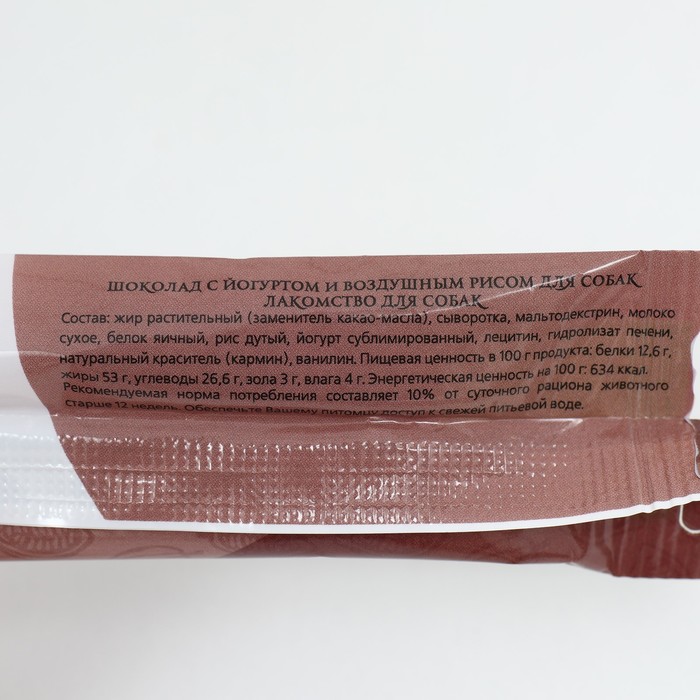 ШОКОЛАД С ЙОГУРТОМ И ВОЗДУШНЫМ РИСОМ ДЛЯ СОБАК
ЛАКОМСТВО ДЛЯ СОБАК
Состав: жир растительный (заменитель какао-масла), сыворотка, мальтодекстрин, молоко
сухое, белок яичный, рис дутый, йогурт сублимированный, лецитин, гидролизат печени,
натуральный краситель (кармин), ванилин. Пищевая ценность в 100 г продукта: белки 12,6 г,
жиры 53 г, углеводы 26,6 г, зола 3 г, влага 4 г. Энергетическая ценность на 100 г: 634 ккал.
Рекомендуемая норма потребления составляет 10% от суточного рациона животного
старше 12 недель. Обеспечьте Вашему питомцу доступ к свежей питьевой воде.